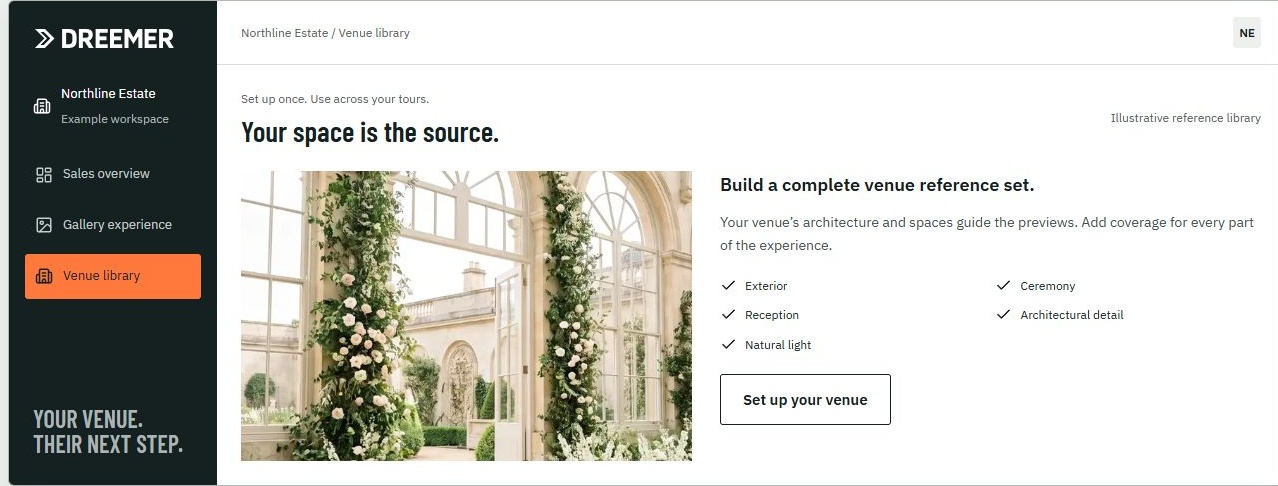 DREEMER
Northline Estate
Example workspace
Sales overview
Gallery experience
Venue library
YOUR VENUE.
THEIR NEXT STEP.
Northline Estate / Venue library
NE
Set up once. Use across your tours.
Your space is the source.
Illustrative reference library
Build a complete venue reference set.
Your venue’s architecture and spaces guide the previews. Add coverage for every part
of the experience.
Exterior
Ceremony
Reception
Architectural detail
Natural light
Set up your venue